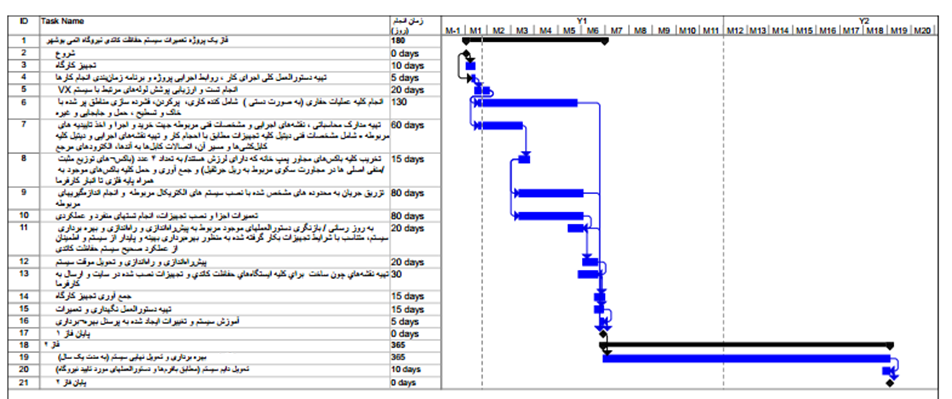 ID Task Name زمان انجام (روز) Y1 Y2
M-1 M1 M2 M3 M4 M5 M6 M7 M8 M9 M10 M11 M12 M13 M14 M15 M16 M17 M18 M19 M20
1 فاز یک پروژه تعمیرات سیستم حفاظت کاتدی نیروگاه اتمی بوشهر 180
2 شروع 0 days
3 تجهیز کارگاه 10 days
4 تهیه دستورالعمل کلی اجرای کار ، روابط اجرایی پروژه و برنامه زمان‌بندی انجام کارها 5 days
5 انجام تست و ارزیابی پوشش لوله‌های مرتبط با سیستم VX 20 days
6 انجام کلیه عملیات حفاری (به صورت دستی ) شامل کنده کاری، پرکردن، فشرده سازی مناطق پر شده با 130
خاک و تسطیح ، حمل و جابجایی و غیره
7 تهیه مدارک محاسباتی ، نقشه‌های اجرایی و مشخصات فنی مربوطه جهت خرید و اجرا و اخذ تاییدیه های 60 days
مربوطه * شامل مشخصات فنی دیتیل کلیه تجهیزات مطابق با احجام کار و تهیه نقشه‌های اجرایی و دیتیل کلیه
کابل‌کشی‌ها و مسیر آن، اتصالات کابل‌ها به آندها، الکترودهای مرجع
8 تخریب کلیه باکس‌های مجاور پمپ خانه که دارای لرزش هستند/ به تعداد ۲ عدد (باکس‌های توزیع مثبت 15 days
/منفی اصلی ها در مجاورت سکوی مربوط به ریل جرثقیل) و جمع آوری و حمل کلیه باکس‌های موجود به
همراه پایه فلزی تا انبار کارفرما
9 تزریق جریان به محدوده های مشخص شده با نصب سیستم های الکتریکال مربوطه و انجام اندازه‌گیریهای 80 days
مربوطه
10 تعمیرات اجزا و نصب تجهیزات، انجام تستهای منفرد و عملکردی 80 days
11 به روز رسانی / بازنگری دستورالعملهای موجود مربوط به پیش‌راه‌اندازی و راه‌اندازی و بهره برداری 20 days
سیستم، متناسب با شرایط تجهیزات بکار گرفته شده به منظور بهره‌برداری بهینه و پایدار از سیستم و اطمینان
از عملکرد صحیح سیستم حفاظت کاتدی
12 پیش‌راه‌اندازی و راه‌اندازی و تحویل موقت سیستم 20 days
13 تهیه نقشه‌های چون ساخت برای کلیه ایستگاه‌های حفاظت کاتدی و تجهیزات نصب شده در سایت و ارسال به 30
کارفرما
14 جمع آوری تجهیز کارگاه 15 days
15 تهیه دستورالعمل نگهداری و تعمیرات 15 days
16 آموزش سیستم و تغییرات ایجاد شده به پرسنل بهره‌برداری 5 days
17 پایان فاز ۱ 0 days
18 فاز ۲ 365
19 بهره برداری و تحویل نهایی سیستم (به مدت یک سال) 365
20 تحویل دایم سیستم (مطابق بافرم‌ها و دستورالعملهای مورد تایید نیروگاه) 10 days
21 پایان فاز ۲ 0 days